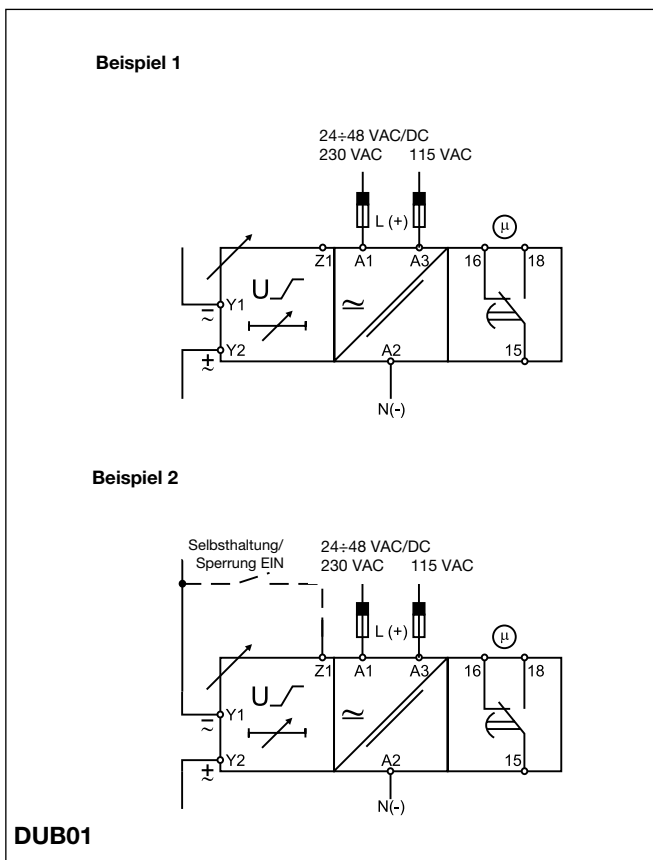 Beispiel 1
24÷48 VAC/DC
230 VAC 115 VAC
L (+)
µ
Z1 A1 A3 16 18
U
Y1
Y2
A2 15
N(-)
Beispiel 2
Selbsthaltung/
Sperrung EIN
24÷48 VAC/DC
230 VAC 115 VAC
L (+)
µ
Z1 A1 A3 16 18
U
Y1
Y2
A2 15
N(-)
DUB01